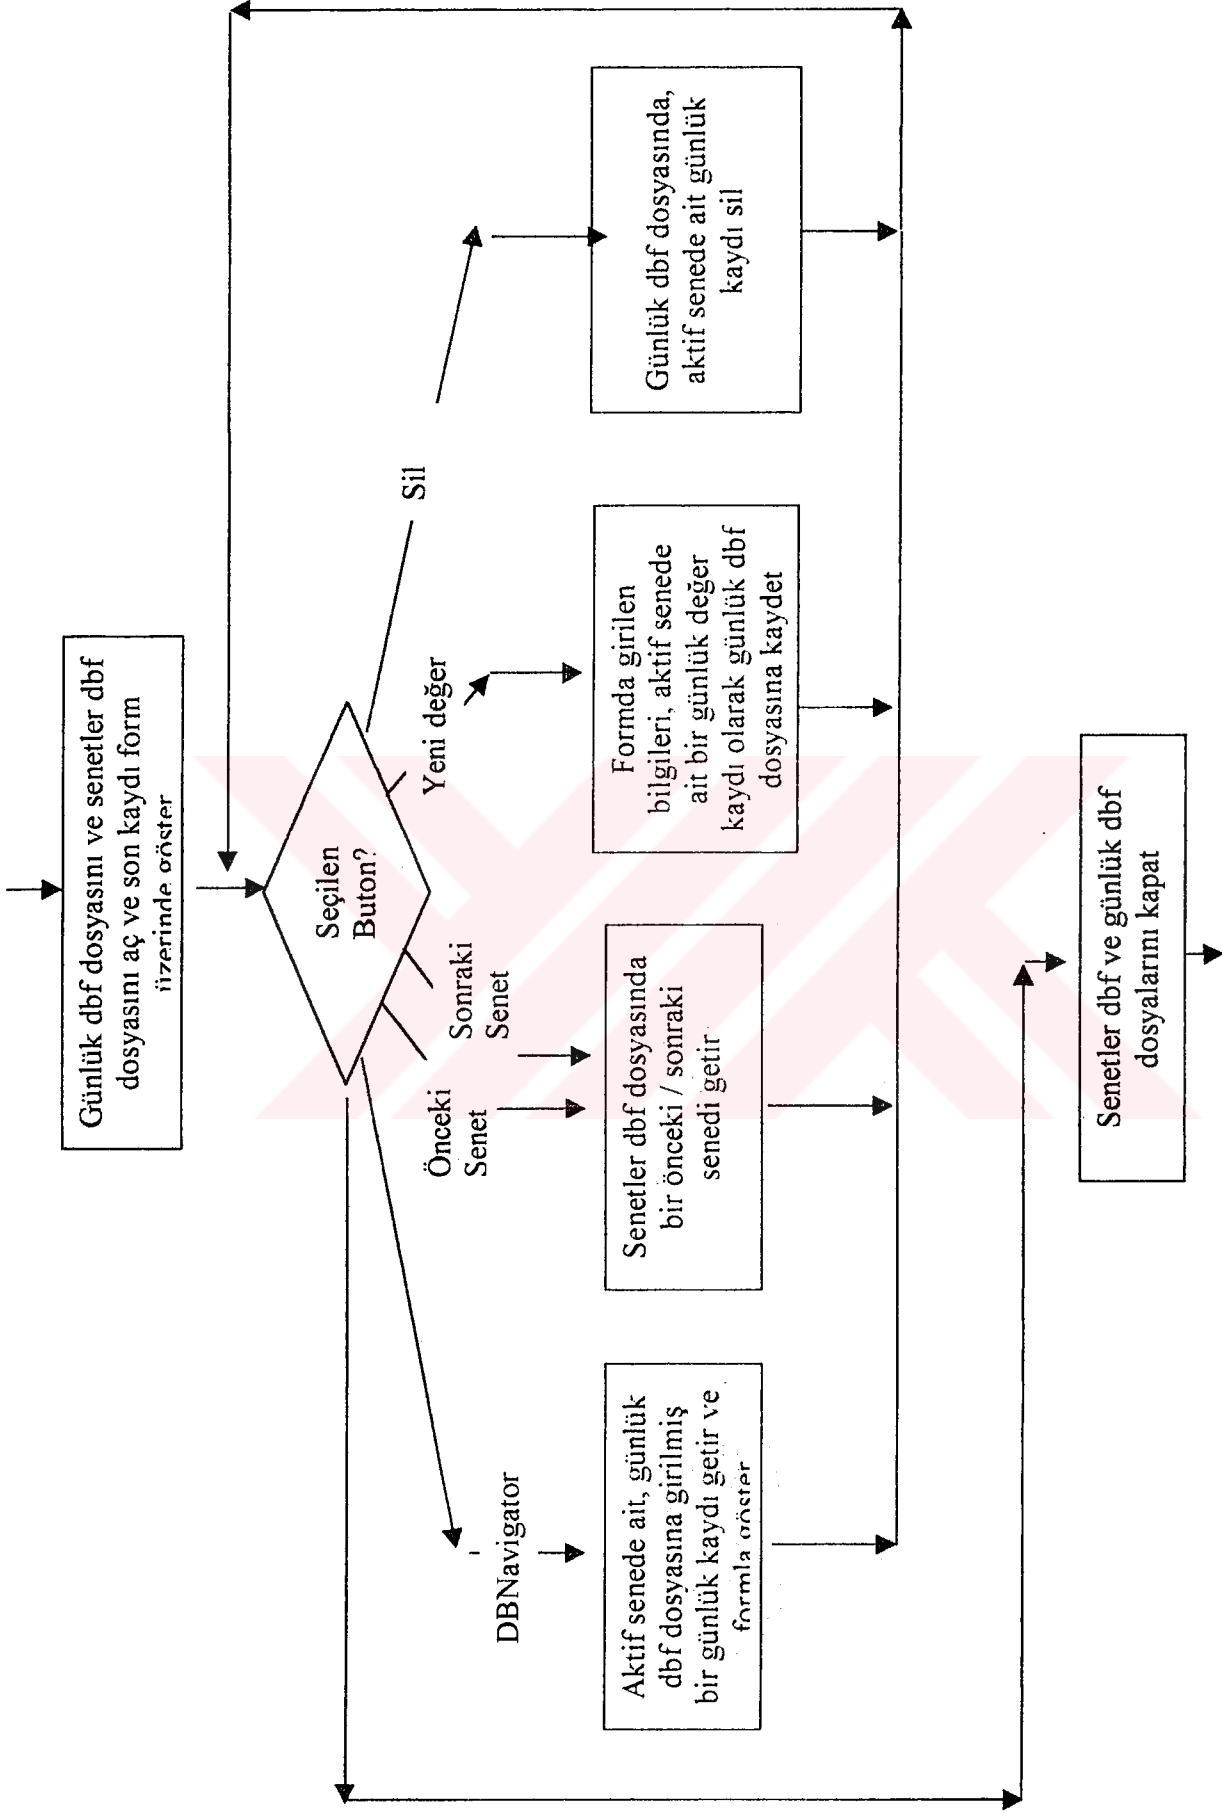 Günlük dbf dosyasını ve senetler dbf
dosyasını aç ve son kaydı form
üzerinde göster
Seçilen
Buton?
DBNavigator
Önceki
Senet
Sonraki
Senet
Yeni değer
Sil
Aktif senede ait, günlük
dbf dosyasına girilmiş
bir günlük kaydı getir ve
formla göster
Senetler dbf dosyasında
bir önceki / sonraki
senedi getir
Formda girilen
bilgileri, aktif senede
ait bir günlük değer
kaydı olarak günlük dbf
dosyasına kaydet
Günlük dbf dosyasında,
aktif senede ait günlük
kaydı sil
Senetler dbf ve günlük dbf
dosyalarını kapat